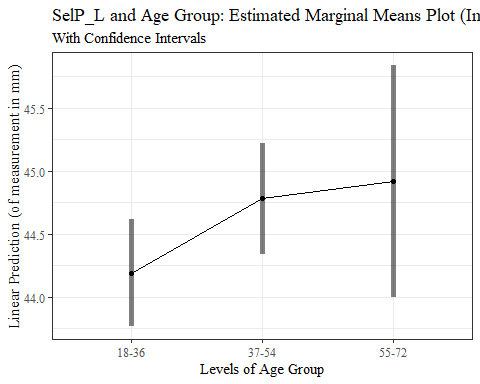 SelP_L and Age Group: Estimated Marginal Means Plot (In
With Confidence Intervals
Linear Prediction (of measurement in mm)
45.5
45.0
44.5
44.0
18-36 37-54 55-72
Levels of Age Group